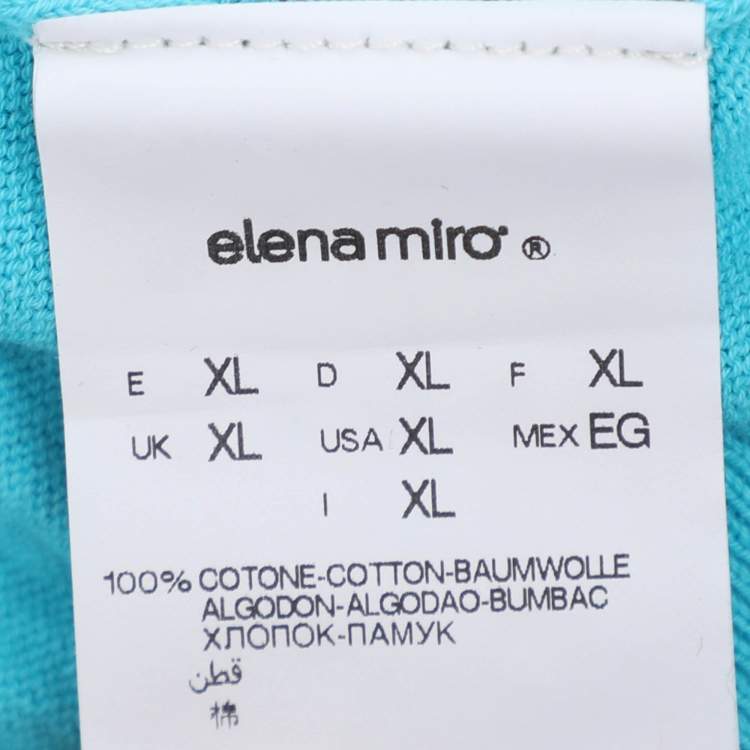 elena mirò ®
E XL D XL F XL
UK XL USA XL MEX EG
I XL
100% COTONE-COTTON-BAUMWOLLE
ALGODON-ALGODAO-BUMBAC
ХЛОПОК-ПАМУК
قطن
棉